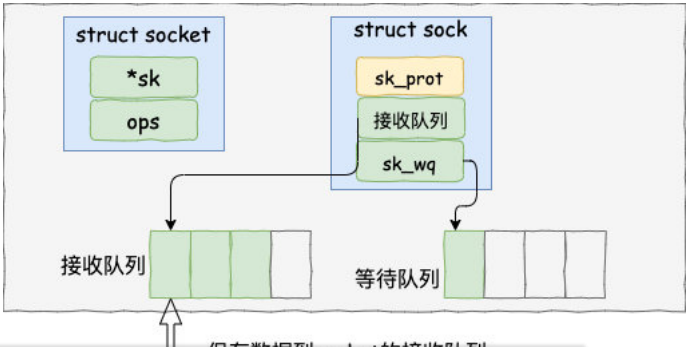 struct socket
*sk
ops
struct sock
sk_prot
接收队列
sk_wq
接收队列
等待队列